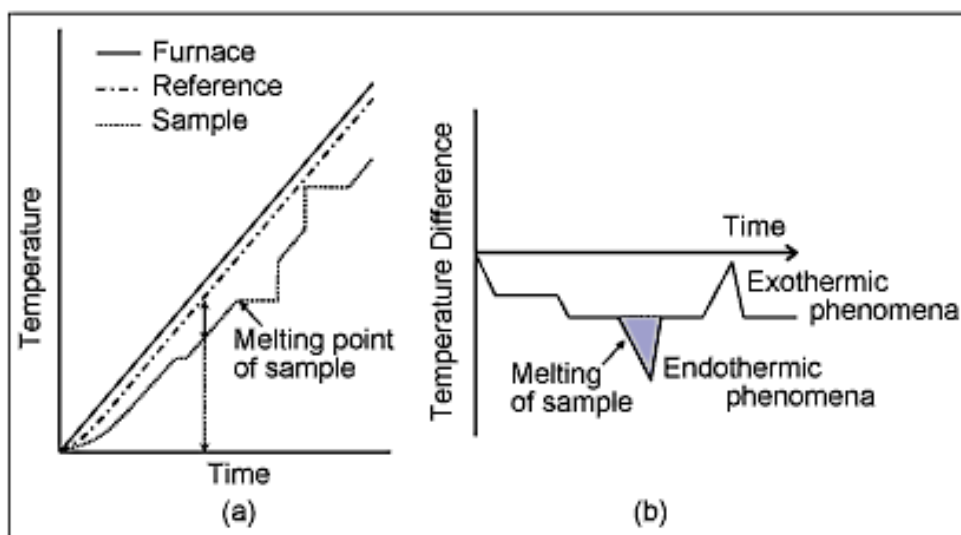 Furnace
Reference
Sample
Temperature
Melting point
of sample
Time
(a)
Temperature Difference
Time
Exothermic
phenomena
Melting
of sample
Endothermic
phenomena
(b)